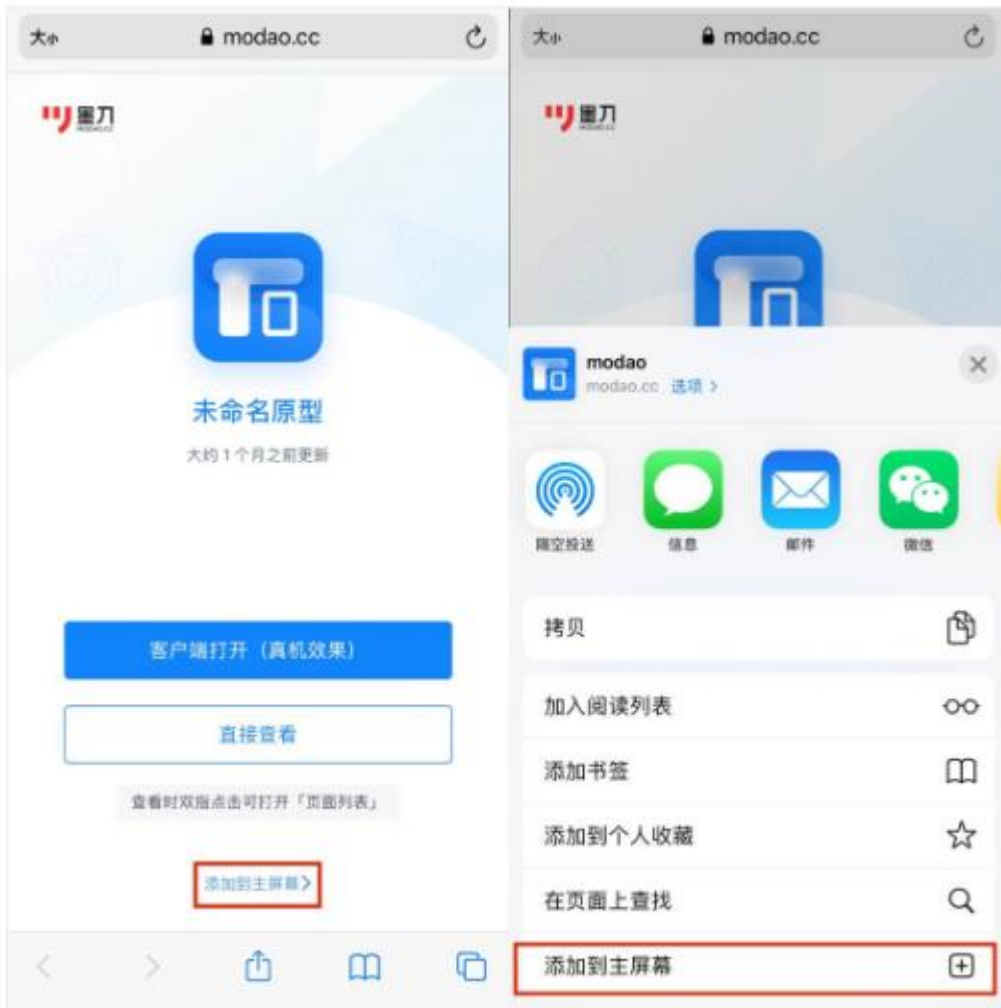 大小 modao.cc
墨刀
MODAO.CC
未命名原型
大约1个月之前更新
客户端打开（真机效果）
直接查看
查看时双指点击可打开「页面列表」
添加到主屏幕>
大小 modao.cc
墨刀
MODAO.CC
modao
modao.cc 选项 >
隔空投送 信息 邮件 微信
拷贝
加入阅读列表
添加书签
添加到个人收藏
在页面上查找
添加到主屏幕